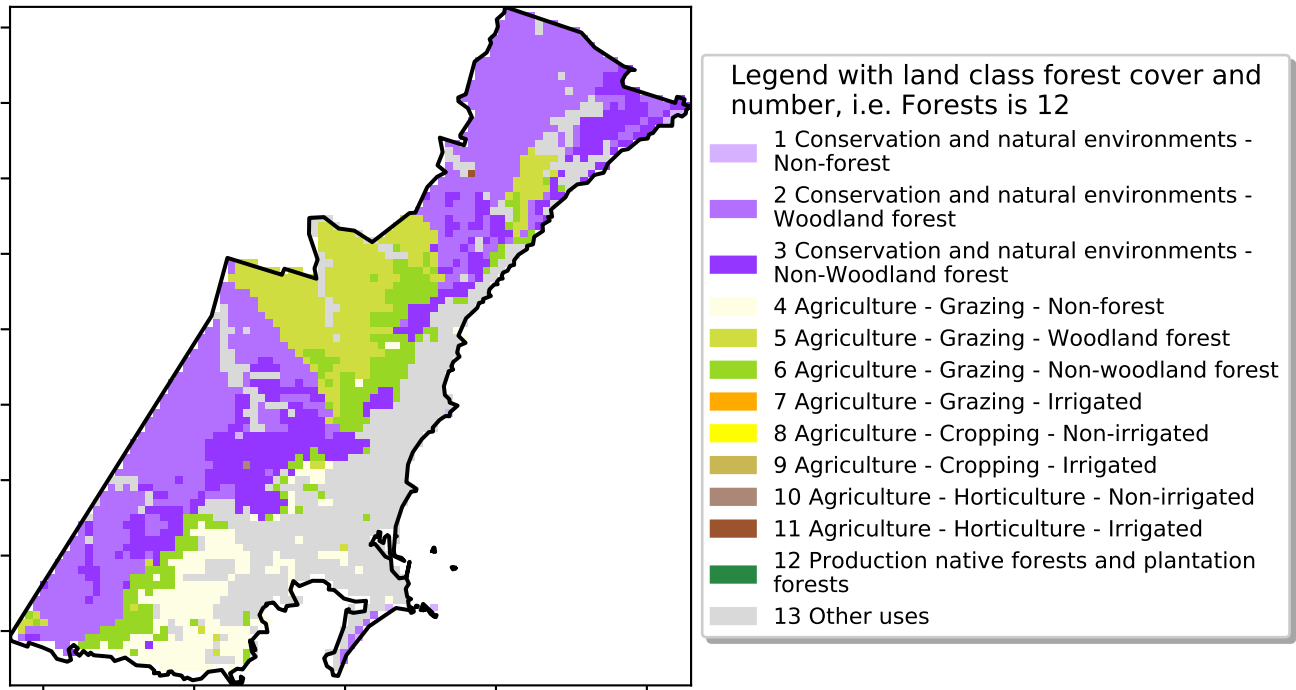 Legend with land class forest cover and
number, i.e. Forests is 12
1 Conservation and natural environments -
Non-forest
2 Conservation and natural environments -
Woodland forest
3 Conservation and natural environments -
Non-Woodland forest
4 Agriculture - Grazing - Non-forest
5 Agriculture - Grazing - Woodland forest
6 Agriculture - Grazing - Non-woodland forest
7 Agriculture - Grazing - Irrigated
8 Agriculture - Cropping - Non-irrigated
9 Agriculture - Cropping - Irrigated
10 Agriculture - Horticulture - Non-irrigated
11 Agriculture - Horticulture - Irrigated
12 Production native forests and plantation
forests
13 Other uses